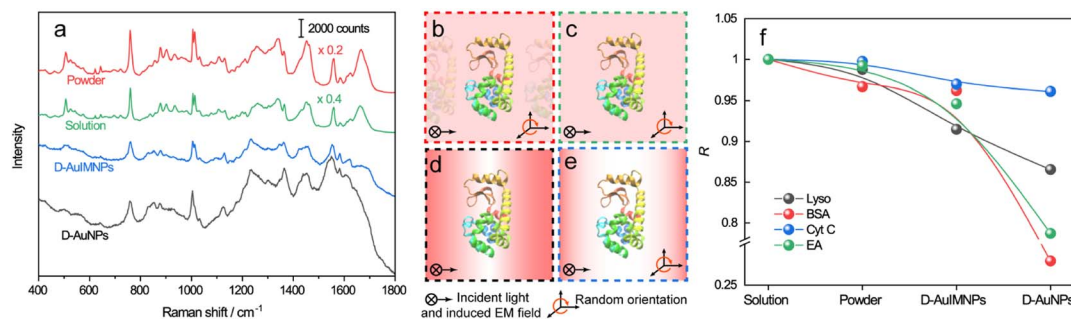 a
2000 counts
x 0.2
Powder
x 0.4
Solution
D-AuIMNPs
D-AuNPs
Intensity
400 600 800 1000 1200 1400 1600 1800
Raman shift / cm⁻¹
b
c
d
e
Incident light
and induced EM field
Random orientation
f
R
1
0.95
0.9
0.85
0.8
0.25
Lyso
BSA
Cyt C
EA
Solution Powder D-AuIMNPs D-AuNPs